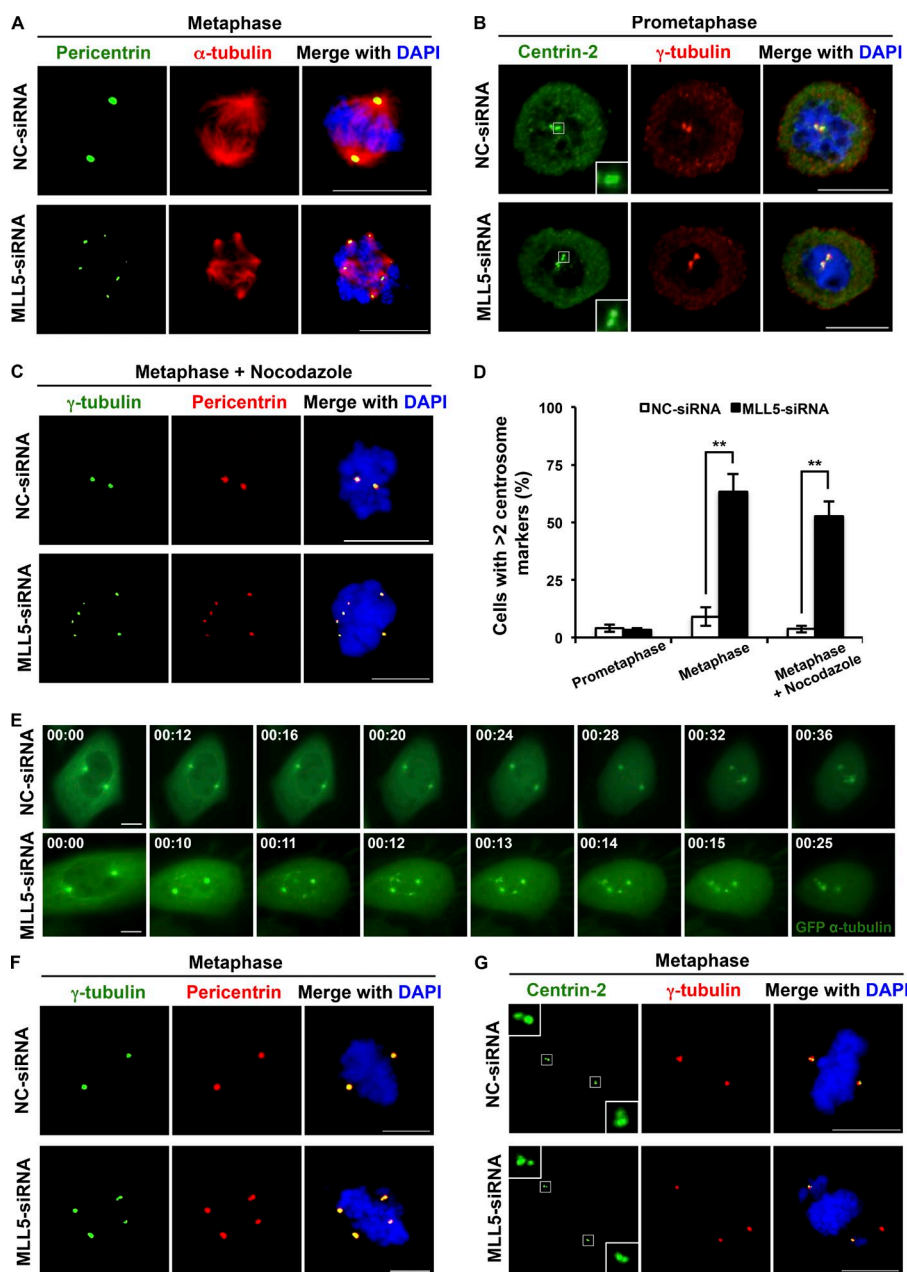 A
Metaphase
Pericentrin α-tubulin Merge with DAPI
NC-siRNA
MLL5-siRNA
B
Prometaphase
Centrin-2 γ-tubulin Merge with DAPI
NC-siRNA
MLL5-siRNA
C
Metaphase + Nocodazole
γ-tubulin Pericentrin Merge with DAPI
NC-siRNA
MLL5-siRNA
D
Cells with >2 centrosome
markers (%)
100
75
50
25
0
NC-siRNA MLL5-siRNA
**
**
Prometaphase
Metaphase
Metaphase
+ Nocodazole
E
NC-siRNA
00:00 00:12 00:16 00:20 00:24 00:28 00:32 00:36
MLL5-siRNA
00:00 00:10 00:11 00:12 00:13 00:14 00:15 00:25
GFP α-tubulin
F
Metaphase
γ-tubulin Pericentrin Merge with DAPI
NC-siRNA
MLL5-siRNA
G
Metaphase
Centrin-2 γ-tubulin Merge with DAPI
NC-siRNA
MLL5-siRNA